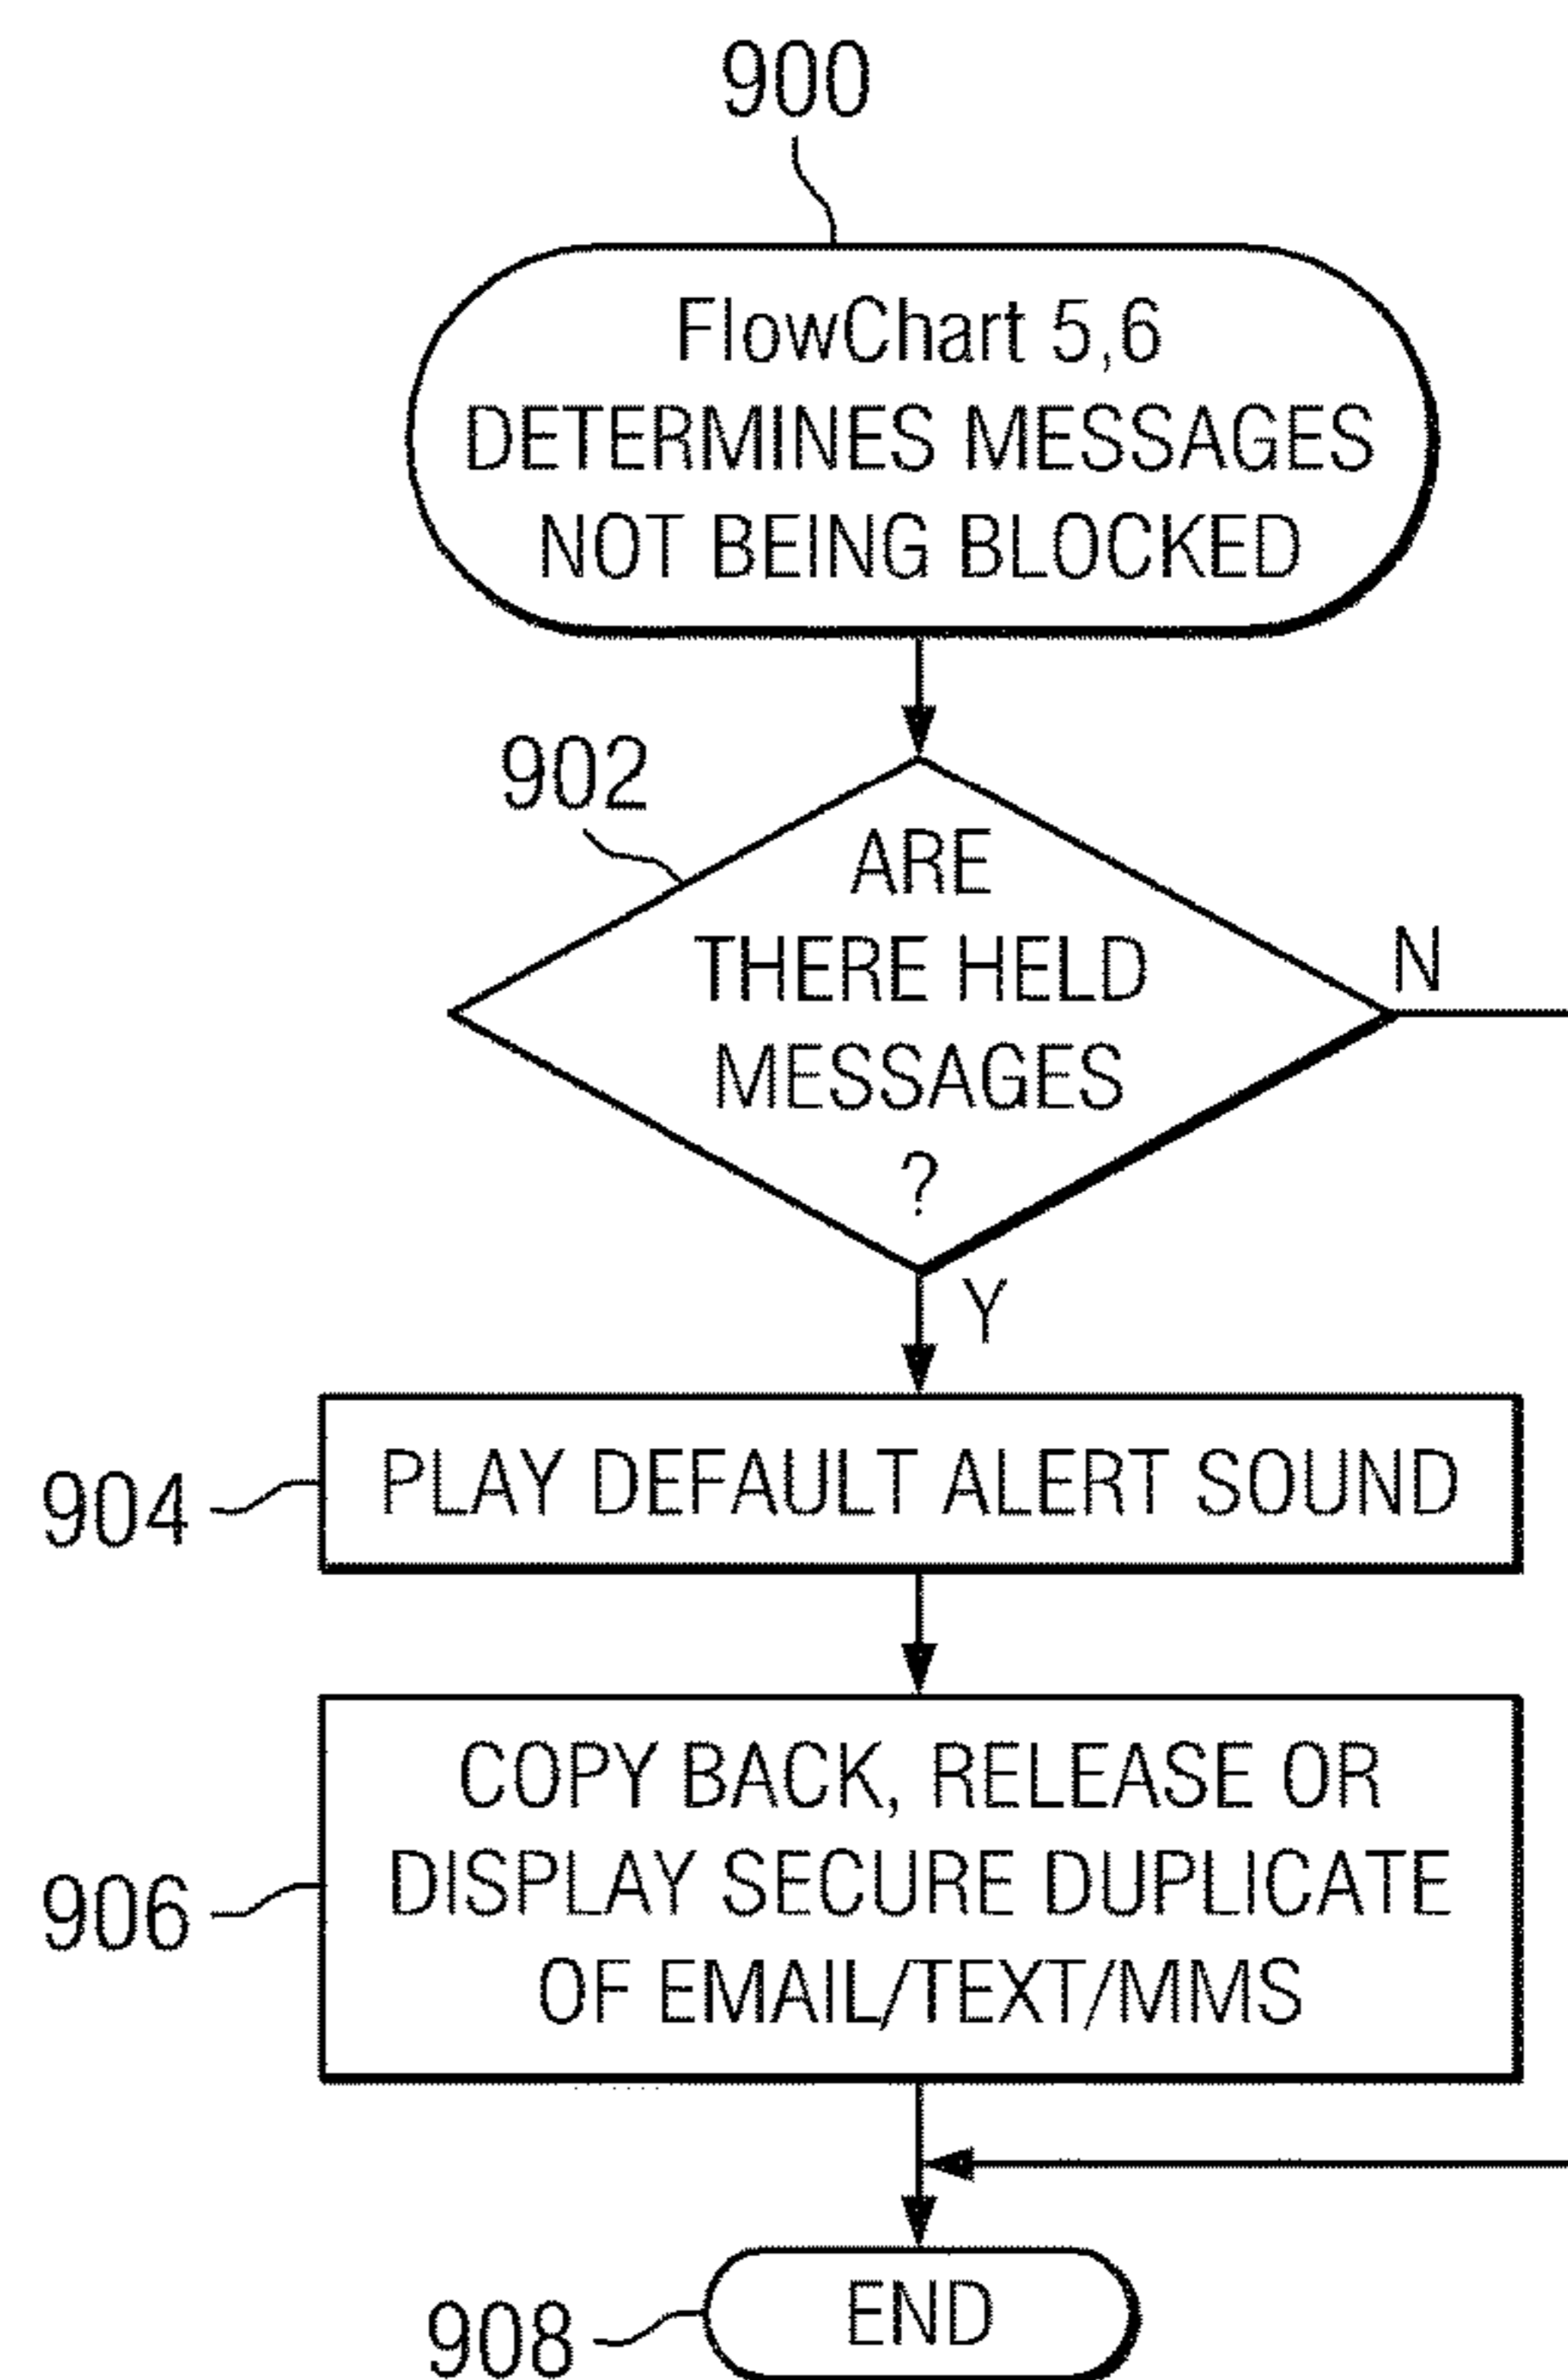 900
FlowChart 5,6
DETERMINES MESSAGES
NOT BEING BLOCKED
902
ARE
THERE HELD
MESSAGES
?
N
Y
904
PLAY DEFAULT ALERT SOUND
906
COPY BACK, RELEASE OR
DISPLAY SECURE DUPLICATE
OF EMAIL/TEXT/MMS
908
END